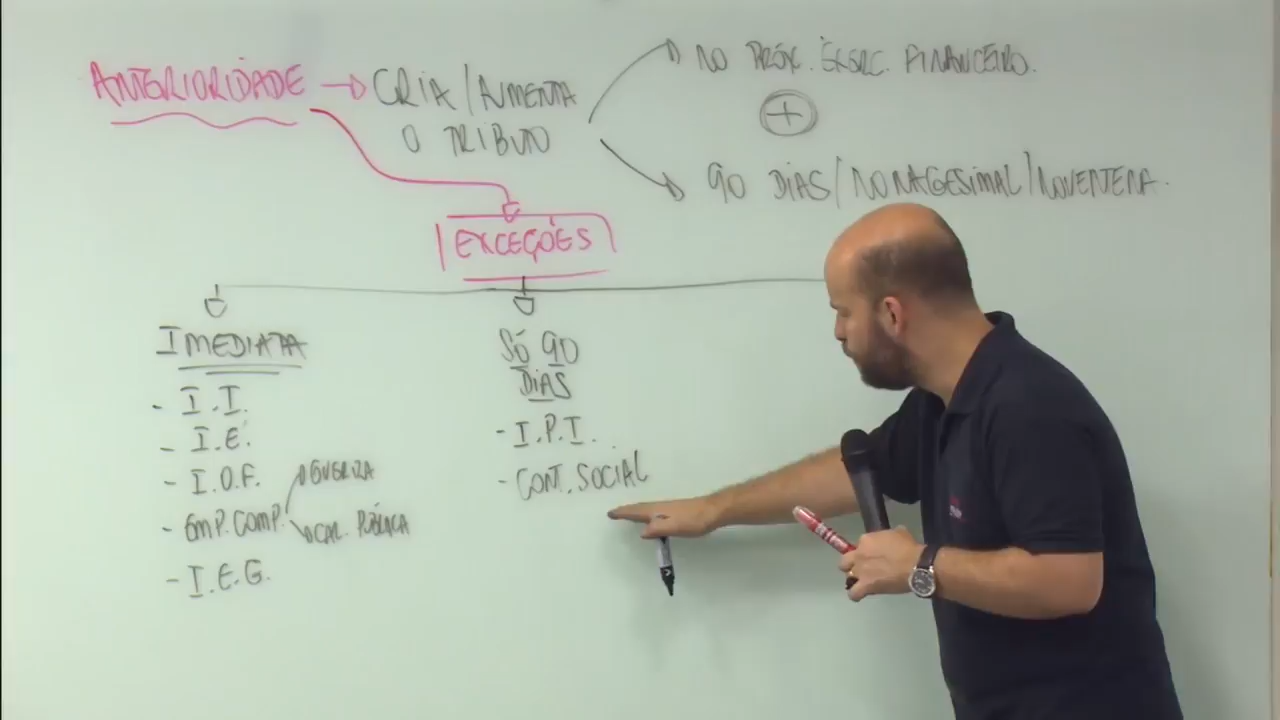 ANTERIORIDADE → CRIA/AUMENTA
O TRIBUTO
NO PRÓX. EXERC. FINANCEIRO.
+
90 DIAS/NONAGESIMAL/NOVENTENA.
EXCEÇÕES
IMEDIATA
- I.I.
- I.E.
- I.O.F.
- EMP. COMP.
GUERRA
CAL. PÚBLICA
- I.E.G.
SÓ 90
DIAS
- I.P.I.
- CONT. SOCIAL